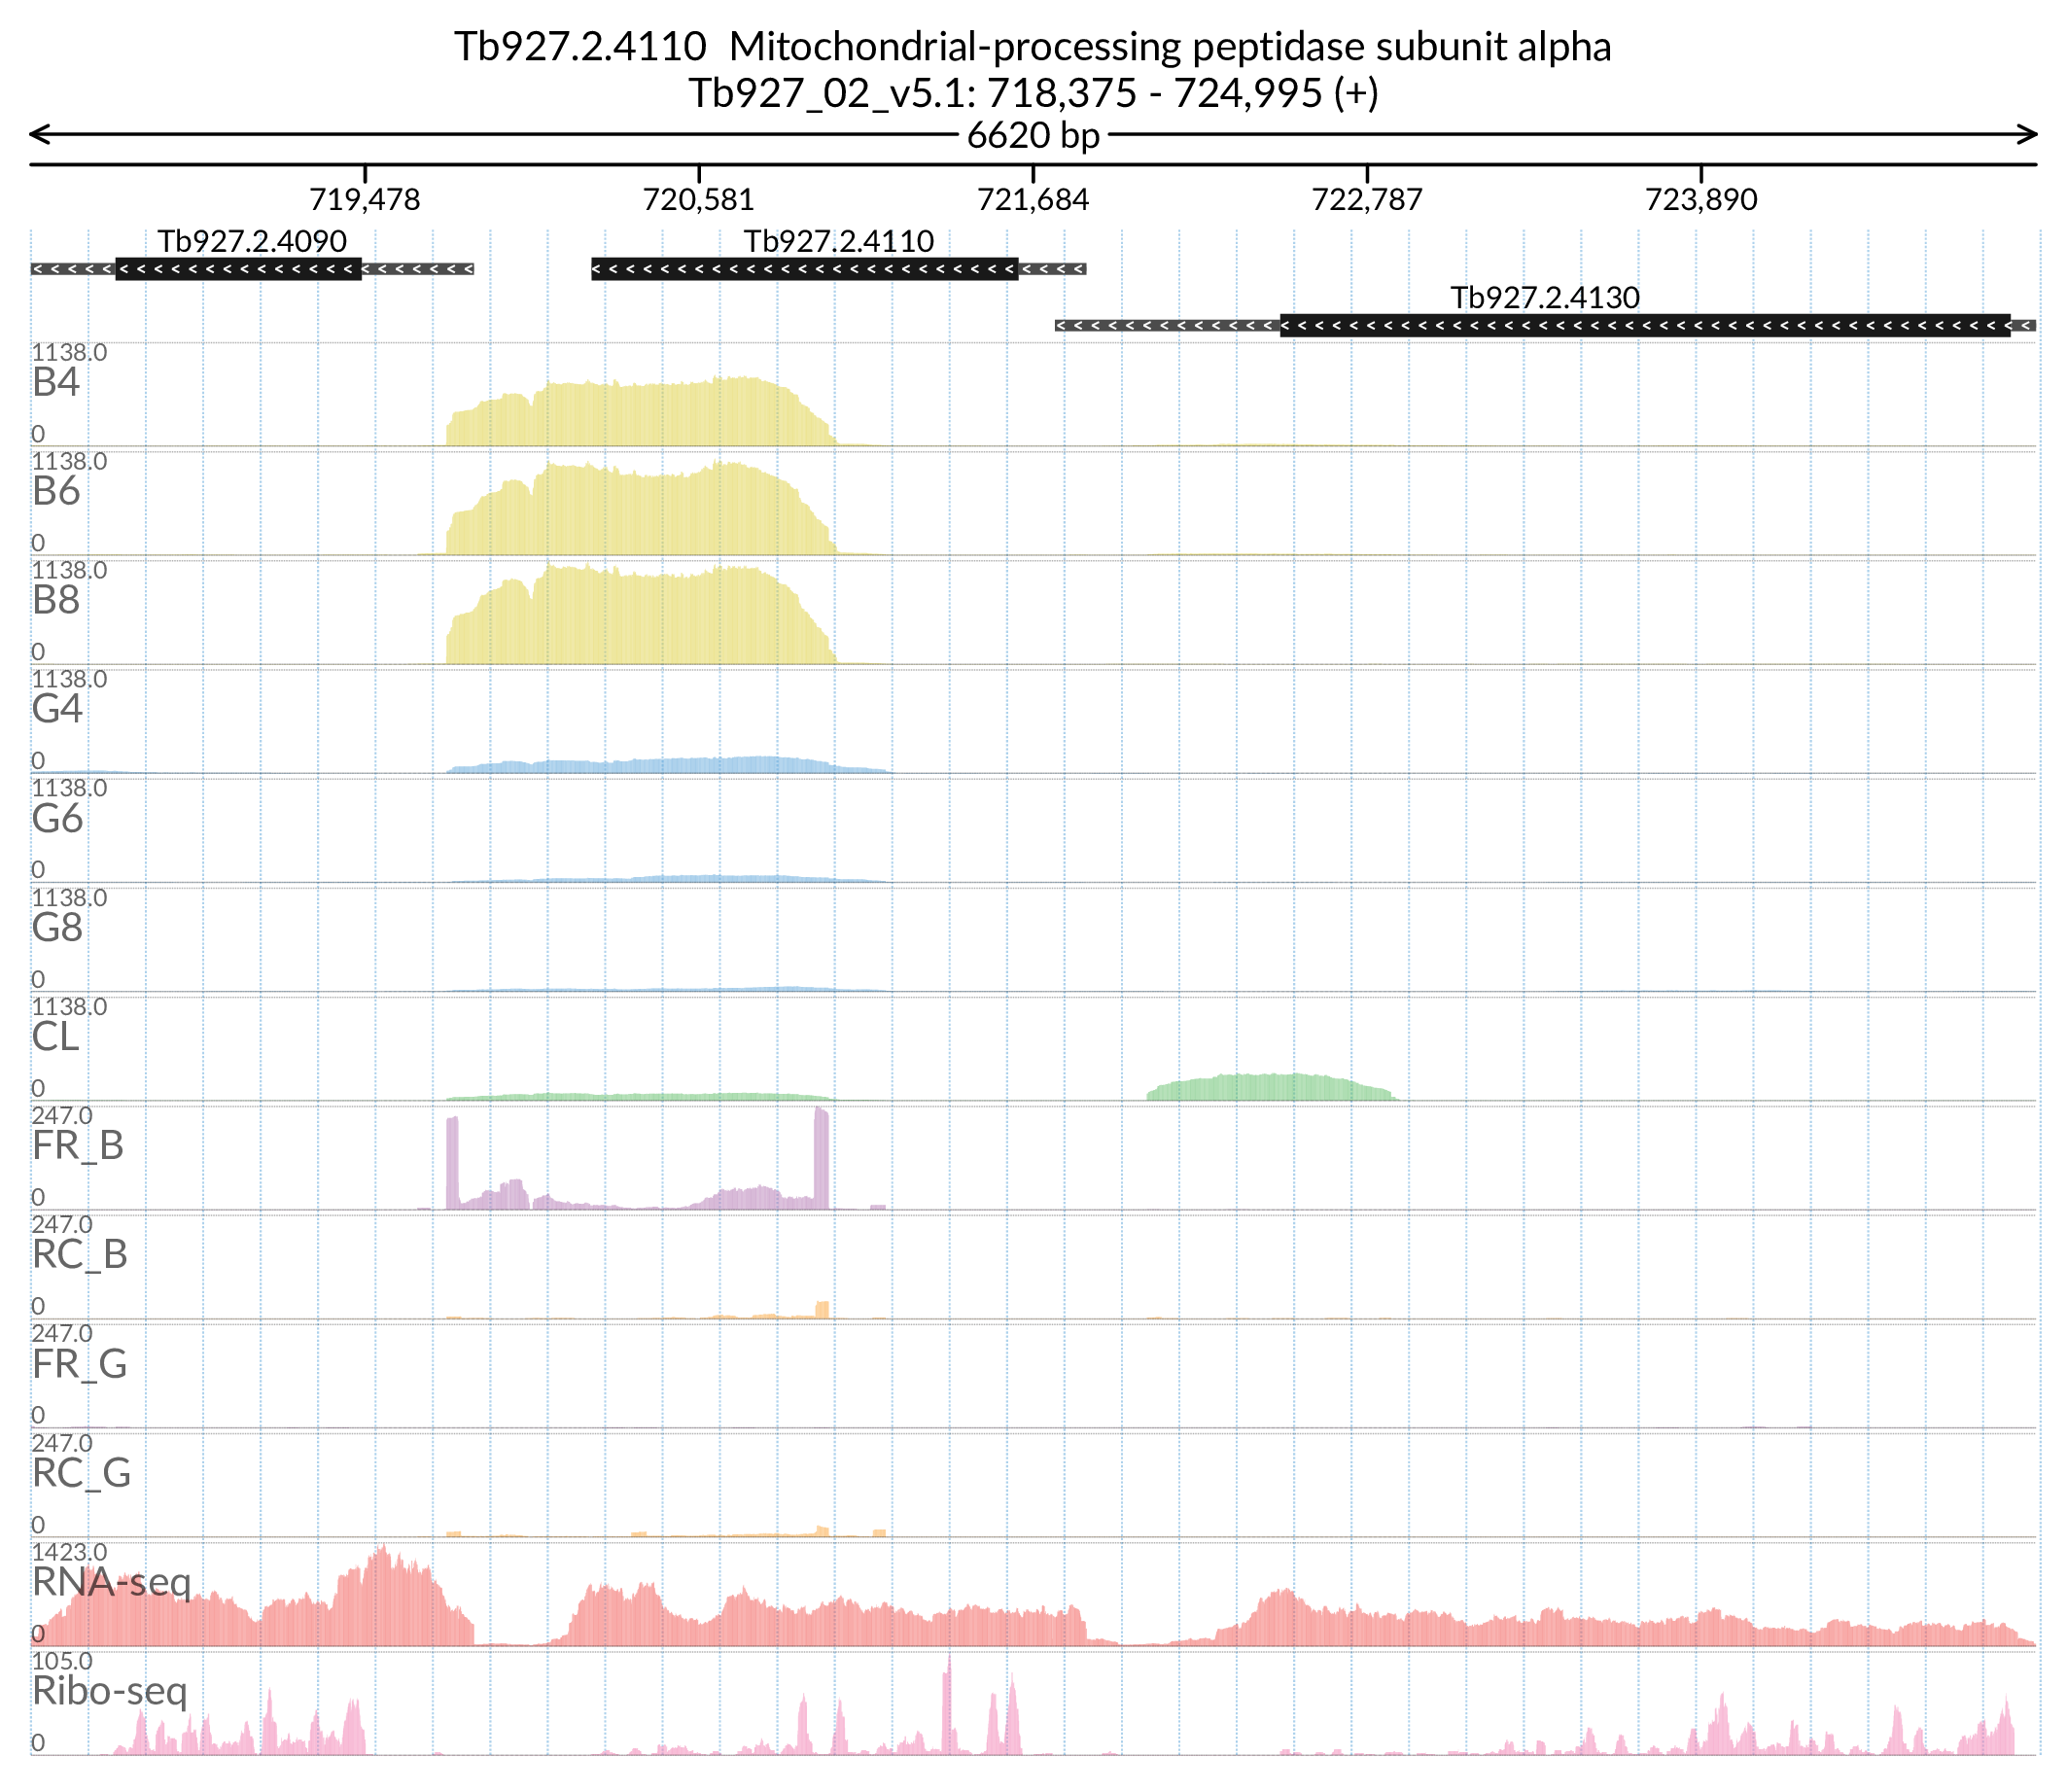 Tb927.2.4110  Mitochondrial-processing peptidase subunit alpha
Tb927_02_v5.1: 718,375 - 724,995 (+)
6620 bp
719,478 720,581 721,684 722,787 723,890
Tb927.2.4090 Tb927.2.4110
Tb927.2.4130
1138.0
B4
0
1138.0
B6
0
1138.0
B8
0
1138.0
G4
0
1138.0
G6
0
1138.0
G8
0
1138.0
CL
0
247.0
FR_B
0
247.0
RC_B
0
247.0
FR_G
0
247.0
RC_G
0
1423.0
RNA-seq
0
105.0
Ribo-seq
0